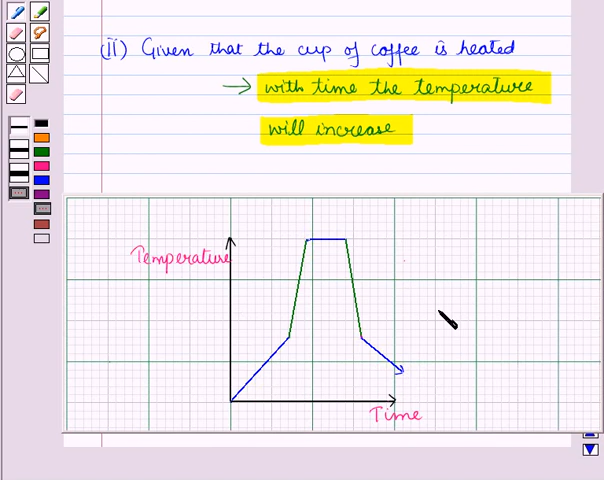 (II) Given that the cup of coffee is heated
→ with time the temperature
will increase
Temperature
Time